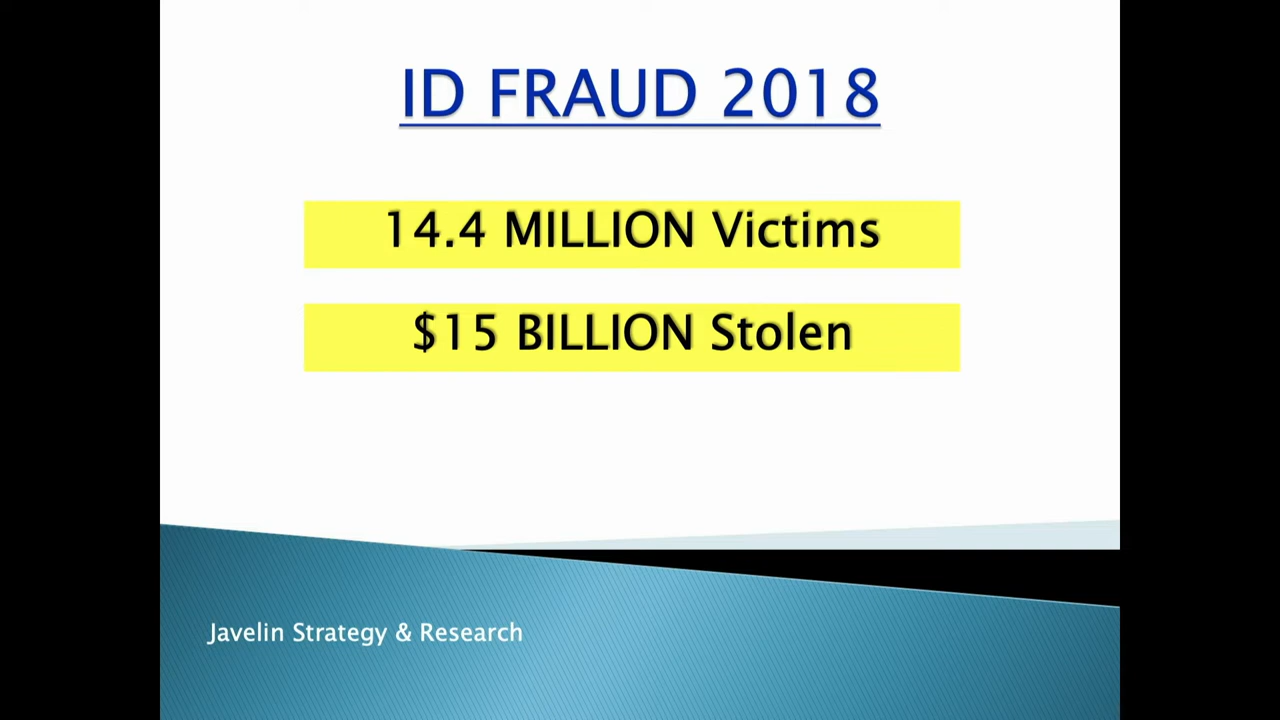 ID FRAUD 2018
14.4 MILLION Victims
$15 BILLION Stolen
Javelin Strategy & Research